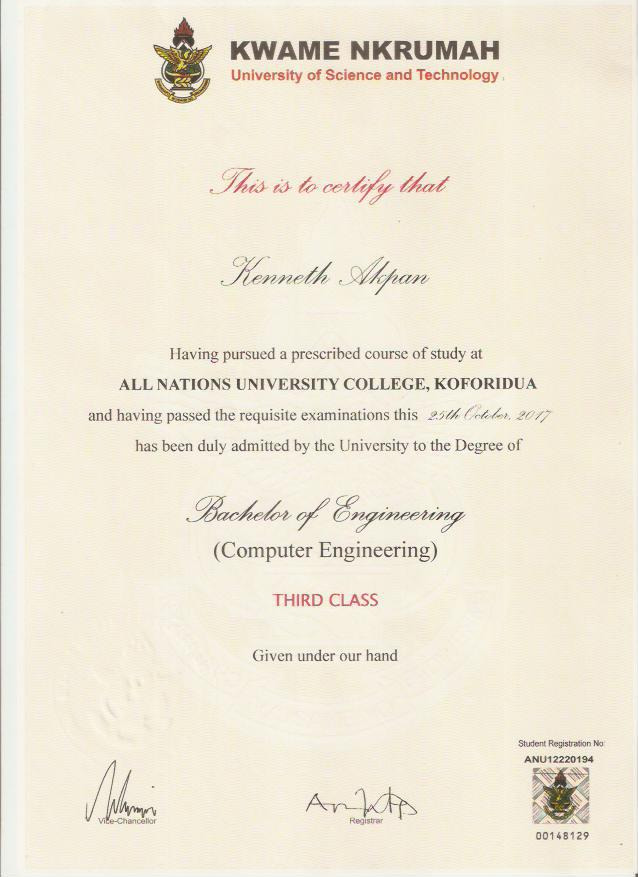 KWAME NKRUMAH
University of Science and Technology
This is to certify that
Kenneth Akpan
Having pursued a prescribed course of study at
ALL NATIONS UNIVERSITY COLLEGE, KOFORIDUA
and having passed the requisite examinations this 25th October, 2017
has been duly admitted by the University to the Degree of
Bachelor of Engineering
(Computer Engineering)
THIRD CLASS
Given under our hand
Student Registration No:
ANU12220194
Vice-Chancellor
Registrar
00148129